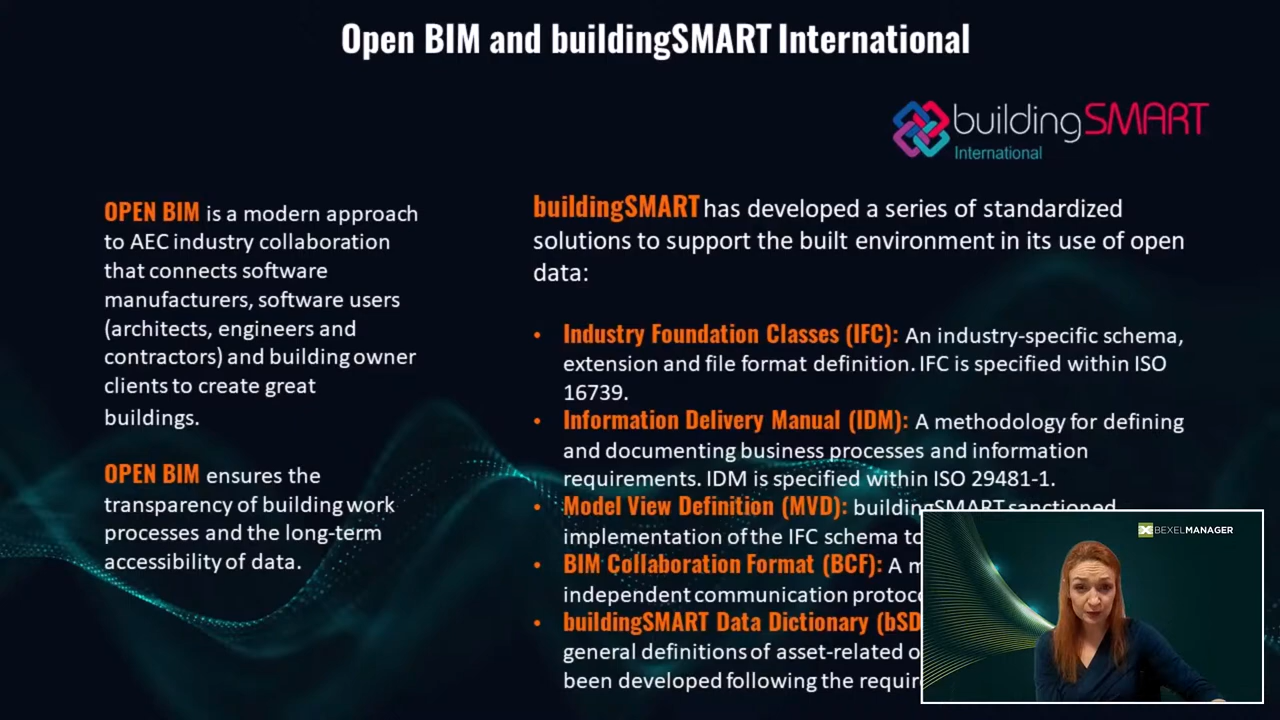 Open BIM and buildingSMART International
buildingSMART
International
OPEN BIM is a modern approach
to AEC industry collaboration
that connects software
manufacturers, software users
(architects, engineers and
contractors) and building owner
clients to create great
buildings.
OPEN BIM ensures the
transparency of building work
processes and the long-term
accessibility of data.
buildingSMART has developed a series of standardized
solutions to support the built environment in its use of open
data:
• Industry Foundation Classes (IFC): An industry-specific schema,
extension and file format definition. IFC is specified within ISO
16739.
• Information Delivery Manual (IDM): A methodology for defining
and documenting business processes and information
requirements. IDM is specified within ISO 29481-1.
• Model View Definition (MVD): buildingSMART sanctioned
implementation of the IFC schema to
• BIM Collaboration Format (BCF): A
independent communication
• buildingSMART Data Dictionary
general definitions of asset-related
been developed following the
BEXELMANAGER